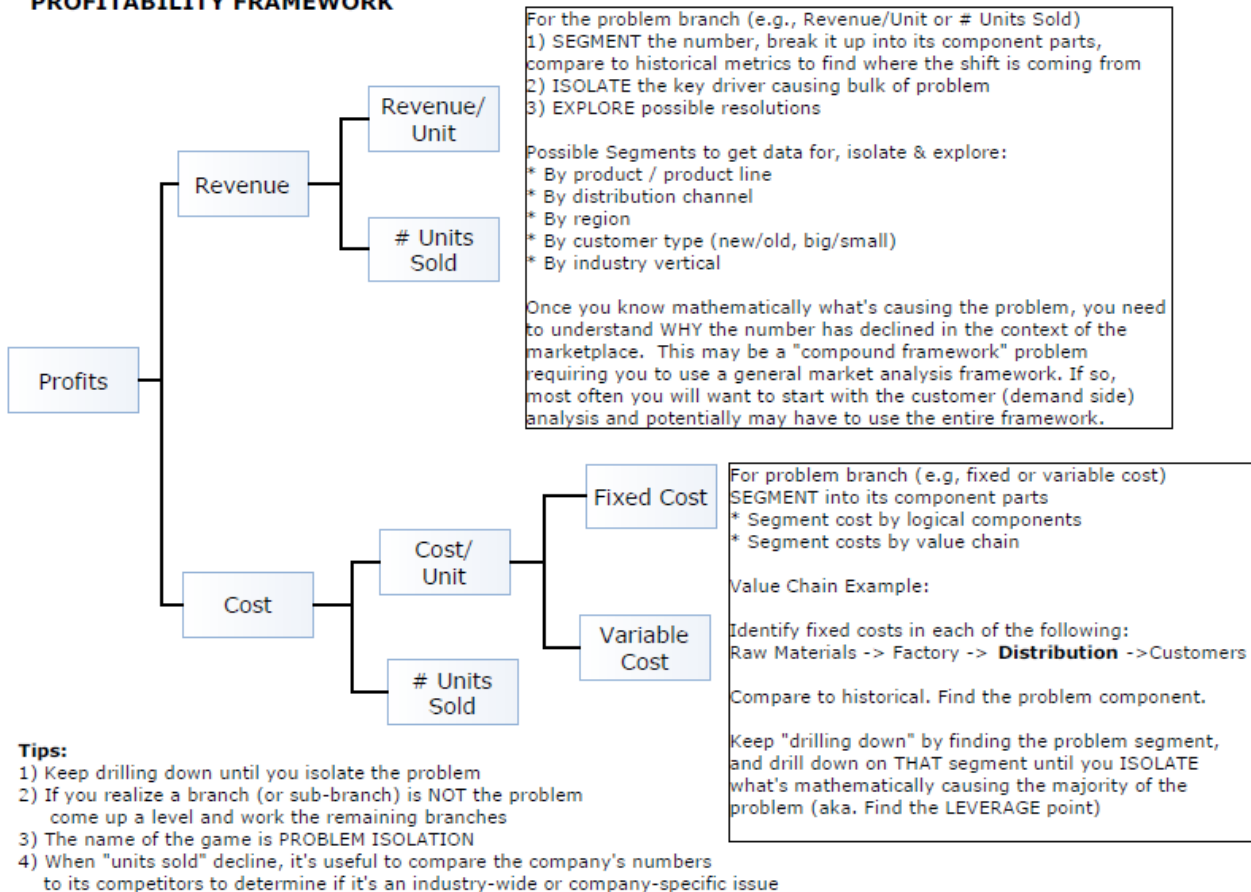 PROFITABILITY FRAMEWORK
For the problem branch (e.g., Revenue/Unit or # Units Sold)
1) SEGMENT the number, break it up into its component parts,
compare to historical metrics to find where the shift is coming from
2) ISOLATE the key driver causing bulk of problem
3) EXPLORE possible resolutions
Possible Segments to get data for, isolate & explore:
* By product / product line
* By distribution channel
* By region
* By customer type (new/old, big/small)
* By industry vertical
Once you know mathematically what's causing the problem, you need
to understand WHY the number has declined in the context of the
marketplace.  This may be a "compound framework" problem
requiring you to use a general market analysis framework. If so,
most often you will want to start with the customer (demand side)
analysis and potentially may have to use the entire framework.
Revenue/
Unit
Revenue
# Units
Sold
Profits
Cost
Cost/
Unit
# Units
Sold
Fixed Cost
Variable
Cost
For problem branch (e.g, fixed or variable cost)
SEGMENT into its component parts
* Segment cost by logical components
* Segment costs by value chain
Value Chain Example:
Identify fixed costs in each of the following:
Raw Materials -> Factory -> Distribution ->Customers
Compare to historical. Find the problem component.
Keep "drilling down" by finding the problem segment,
and drill down on THAT segment until you ISOLATE
what's mathematically causing the majority of the
problem (aka. Find the LEVERAGE point)
Tips:
1) Keep drilling down until you isolate the problem
2) If you realize a branch (or sub-branch) is NOT the problem
come up a level and work the remaining branches
3) The name of the game is PROBLEM ISOLATION
4) When "units sold" decline, it's useful to compare the company's numbers
to its competitors to determine if it's an industry-wide or company-specific issue